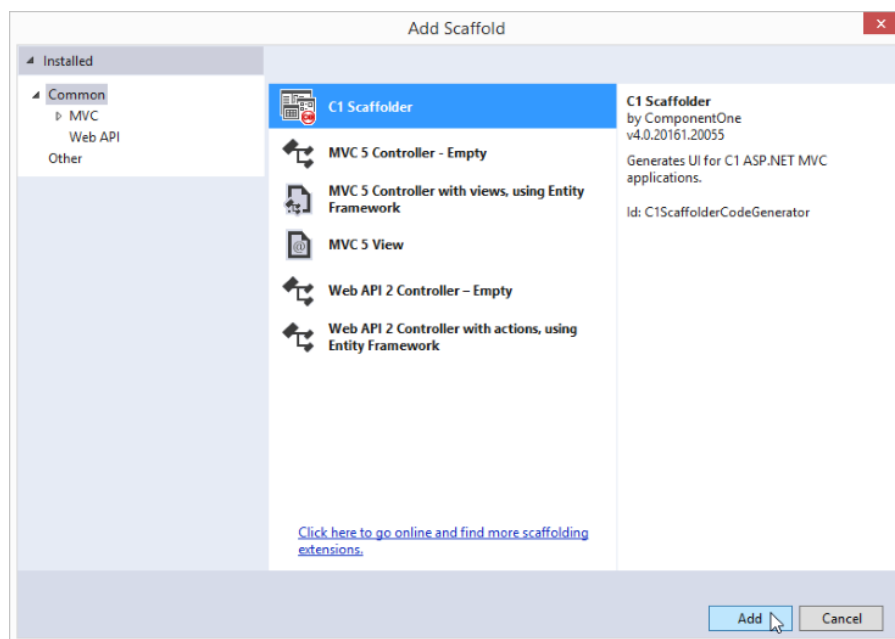 Add Scaffold
Installed
Common
MVC
Web API
Other
C1 Scaffolder
MVC 5 Controller - Empty
MVC 5 Controller with views, using Entity
Framework
MVC 5 View
Web API 2 Controller – Empty
Web API 2 Controller with actions, using
Entity Framework
Click here to go online and find more scaffolding
extensions.
C1 Scaffolder
by ComponentOne
v4.0.20161.20055
Generates UI for C1 ASP.NET MVC
applications.
Id: C1ScaffolderCodeGenerator
Add
Cancel